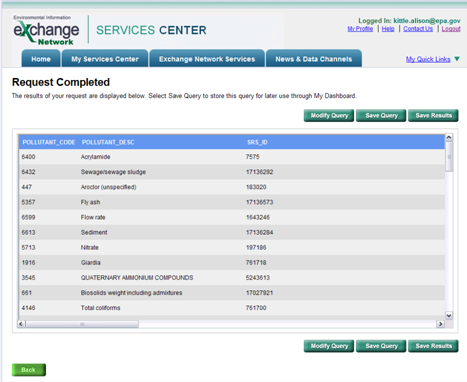 Environmental Information
exchange
Network
SERVICES CENTER
Logged In: kittle.alison@epa.gov
My Profile | Help | Contact Us | Logout
Home My Services Center Exchange Network Services News & Data Channels My Quick Links
Request Completed
The results of your request are displayed below. Select Save Query to store this query for later use through My Dashboard.
Modify Query Save Query Save Results
POLLUTANT_CODE POLLUTANT_DESC SRS_ID
6400 Acrylamide 7575
6432 Sewage/sewage sludge 17136292
447 Aroclor (unspecified) 183020
5357 Fly ash 17136573
6599 Flow rate 1643246
6613 Sediment 17136284
5713 Nitrate 197186
1916 Giardia 761718
3545 QUATERNARY AMMONIUM COMPOUNDS 5243613
661 Biosolids weight including admixtures 17027921
4146 Total coliforms 761700
Modify Query Save Query Save Results
Back